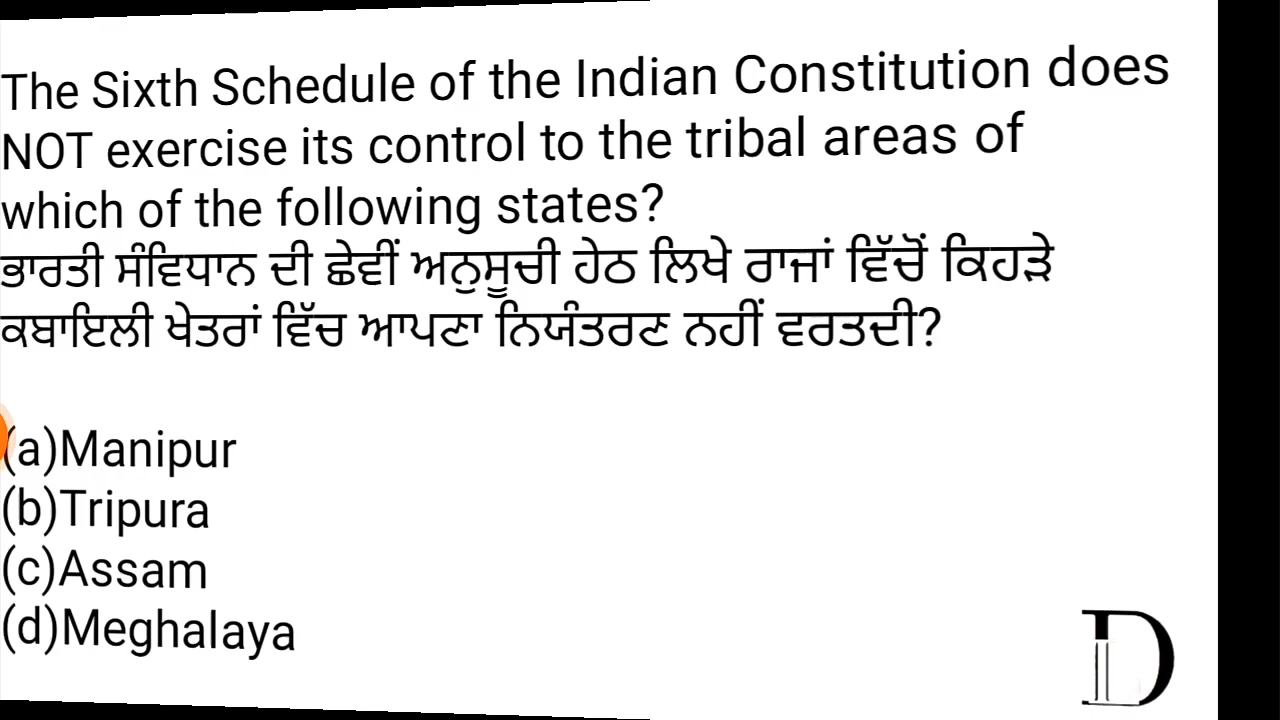 The Sixth Schedule of the Indian Constitution does
NOT exercise its control to the tribal areas of
which of the following states?
ਭਾਰਤੀ ਸੰਵਿਧਾਨ ਦੀ ਛੇਵੀਂ ਅਨੁਸੂਚੀ ਹੇਠ ਲਿਖੇ ਰਾਜਾਂ ਵਿੱਚੋਂ ਕਿਹੜੇ
ਕਬਾਇਲੀ ਖੇਤਰਾਂ ਵਿੱਚ ਆਪਣਾ ਨਿਯੰਤਰਣ ਨਹੀਂ ਵਰਤਦੀ?
(a)Manipur
(b)Tripura
(c)Assam
(d)Meghalaya
D